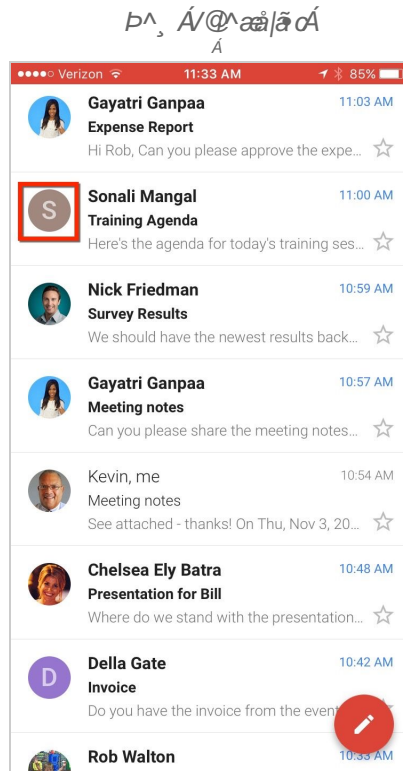 Verizon 11:33 AM 85%
Gayatri Ganpaa 11:03 AM
Expense Report
Hi Rob, Can you please approve the expe...
S
Sonali Mangal 11:00 AM
Training Agenda
Here's the agenda for today's training ses...
Nick Friedman 10:59 AM
Survey Results
We should have the newest results back...
Gayatri Ganpaa 10:57 AM
Meeting notes
Can you please share the meeting notes...
Kevin, me 10:54 AM
Meeting notes
See attached - thanks! On Thu, Nov 3, 20...
Chelsea Ely Batra 10:48 AM
Presentation for Bill
Where do we stand with the presentation...
D
Della Gate 10:42 AM
Invoice
Do you have the invoice from the event
Rob Walton 10:33 AM